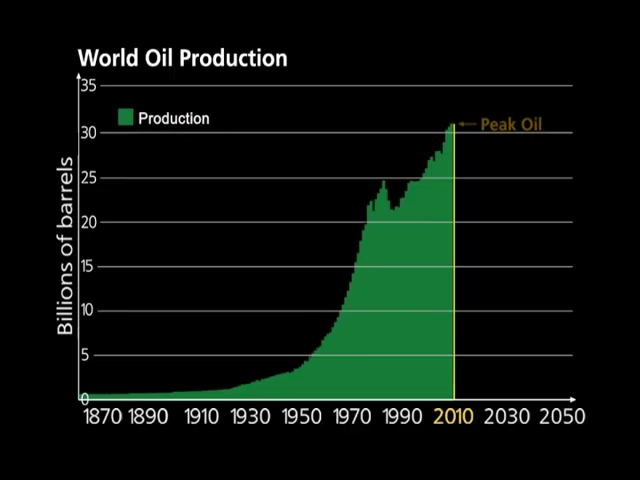 World Oil Production
35
Production
Peak Oil
30
25
20
15
10
5
0
Billions of barrels
1870 1890 1910 1930 1950 1970 1990 2010 2030 2050